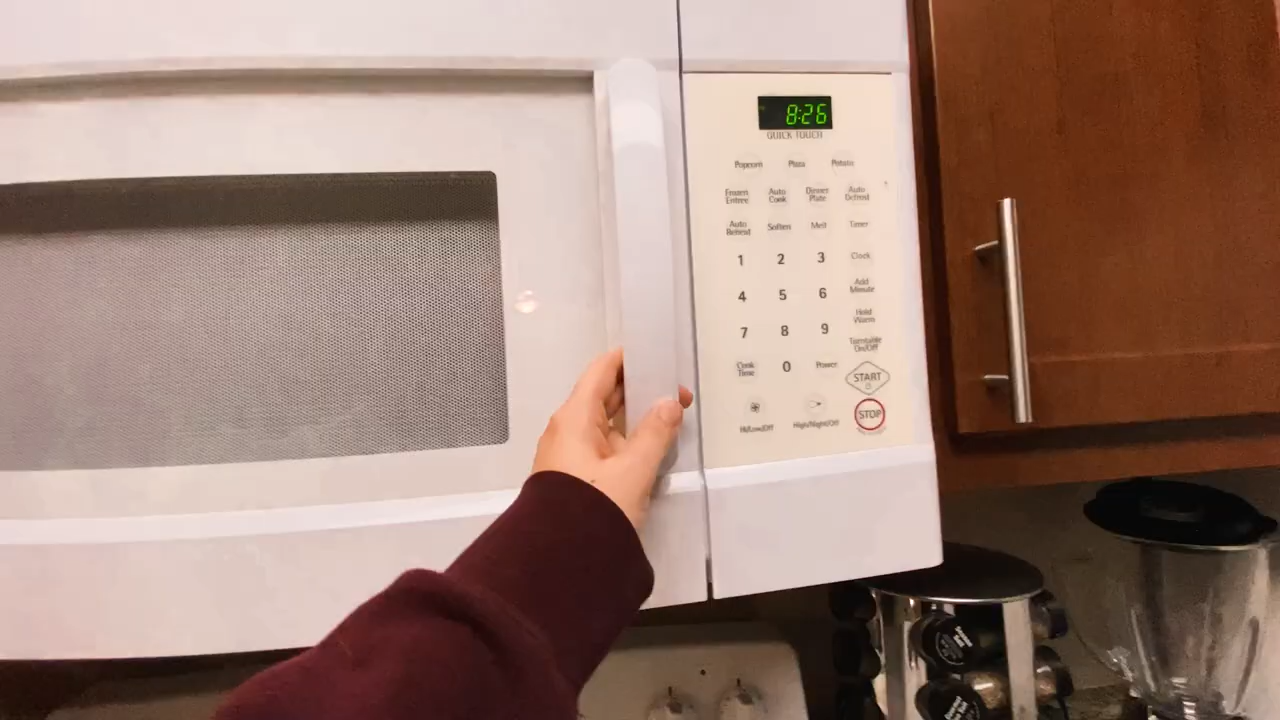 8:26
QUICK TOUCH
Popcorn Pizza Potato
Frozen Entree Auto Cook Dinner Plate Auto Defrost
Auto Reheat Soften Melt Timer
1 2 3 Clock
4 5 6 Add Minute
7 8 9 Hold Warm
Turntable On/Off
Cook Time 0 Power
START
STOP
Hi/Low/Off High/Night/Off